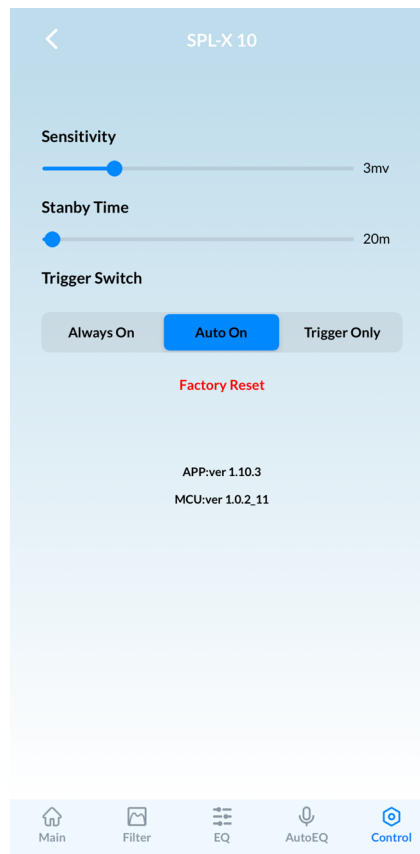 SPL-X 10
Sensitivity
3mv
Stanby Time
20m
Trigger Switch
Always On Auto On Trigger Only
Factory Reset
APP:ver 1.10.3
MCU:ver 1.0.2_11
Main Filter EQ AutoEQ Control